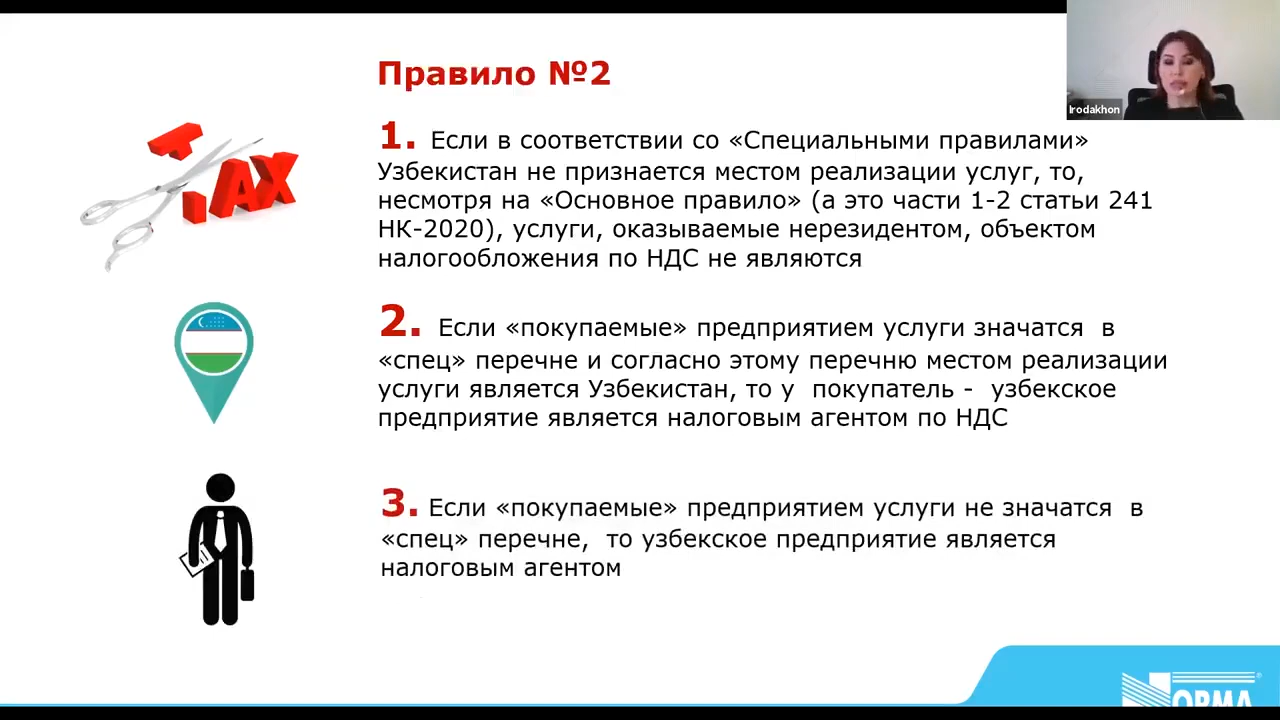 Правило №2
Irodakhon
TAX
1. Если в соответствии со «Специальными правилами»
Узбекистан не признается местом реализации услуг, то,
несмотря на «Основное правило» (а это части 1-2 статьи 241
НК-2020), услуги, оказываемые нерезидентом, объектом
налогообложения по НДС не являются
2. Если «покупаемые» предприятием услуги значатся в
«спец» перечне и согласно этому перечню местом реализации
услуги является Узбекистан, то у покупатель - узбекское
предприятие является налоговым агентом по НДС
3. Если «покупаемые» предприятием услуги не значатся в
«спец» перечне, то узбекское предприятие является
налоговым агентом
НОРМА
®